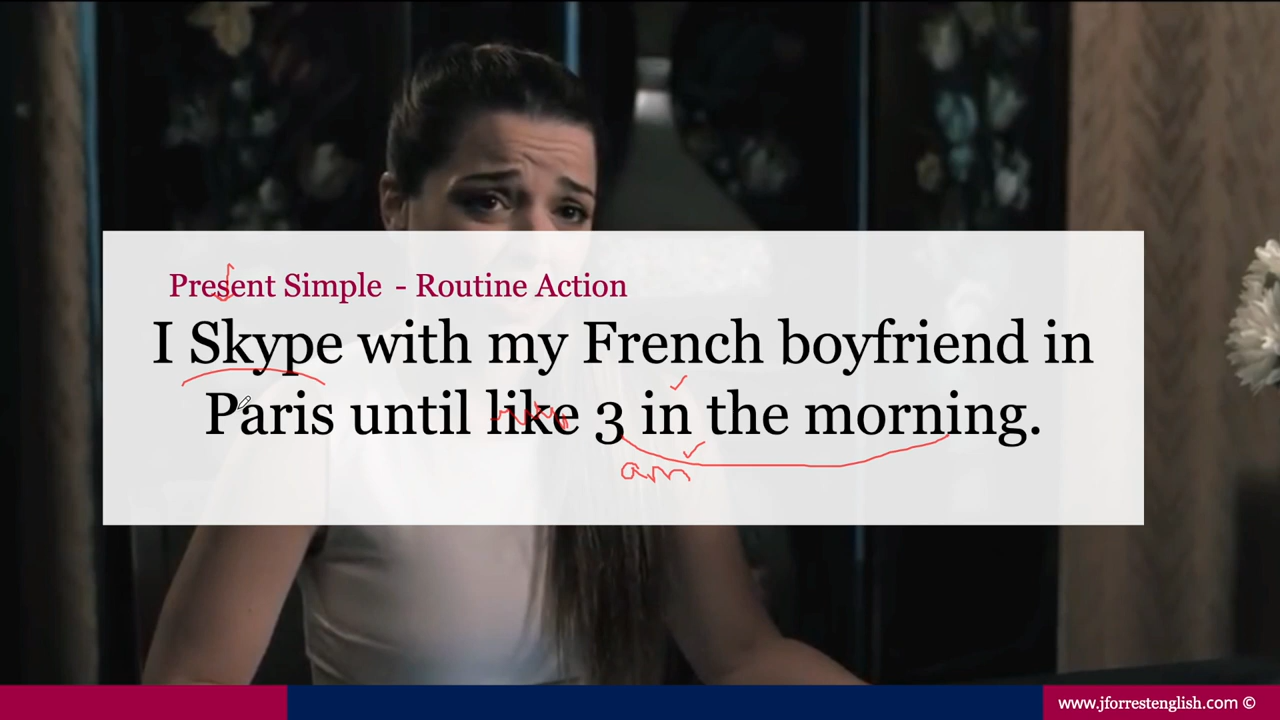 Present Simple - Routine Action
I Skype with my French boyfriend in
Paris until like 3 in the morning.
am
www.jforrestenglish.com ©